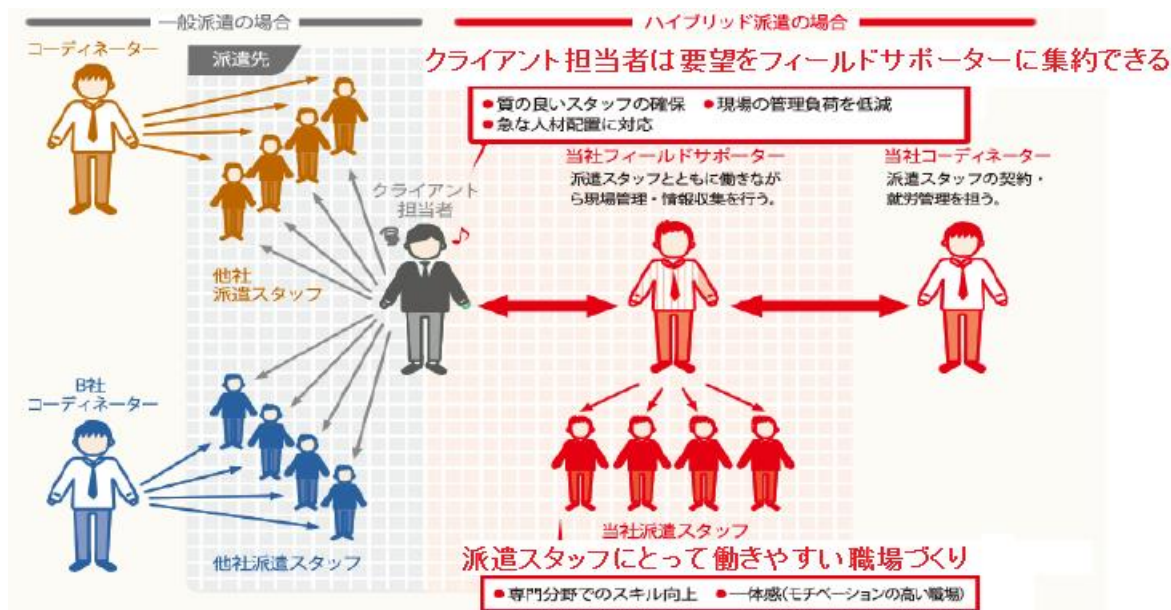 一般派遣の場合
ハイブリッド派遣の場合
コーディネーター
派遣先
クライアント担当者は要望をフィールドサポーターに集約できる
●質の良いスタッフの確保 ●現場の管理負荷を低減
●急な人材配置に対応
当社フィールドサポーター
派遣スタッフとともに働きなが
ら現場管理・情報収集を行う。
当社コーディネーター
派遣スタッフの契約・
就労管理を担う。
クライアント
担当者
他社
派遣スタッフ
B社
コーディネーター
他社派遣スタッフ
当社派遣スタッフ
派遣スタッフにとって働きやすい職場づくり
●専門分野でのスキル向上 ●一体感(モチベーションの高い職場)